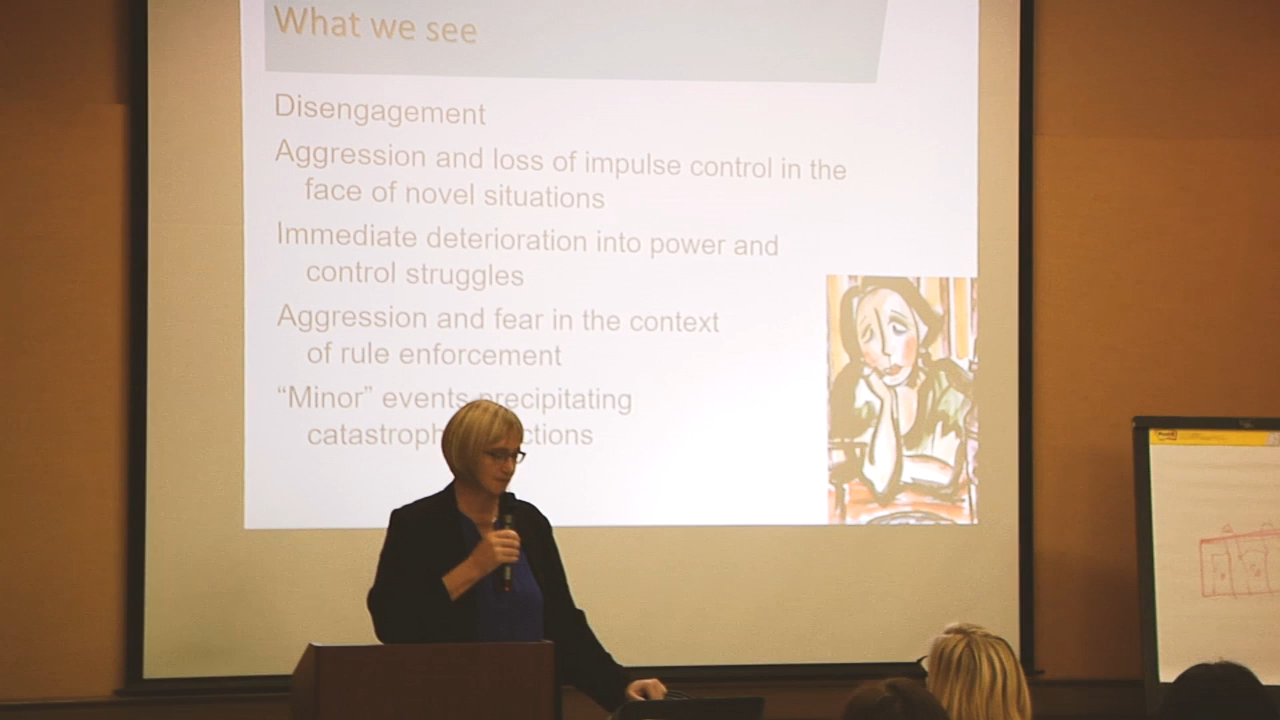 What we see
Disengagement
Aggression and loss of impulse control in the
face of novel situations
Immediate deterioration into power and
control struggles
Aggression and fear in the context
of rule enforcement
“Minor” events precipitating